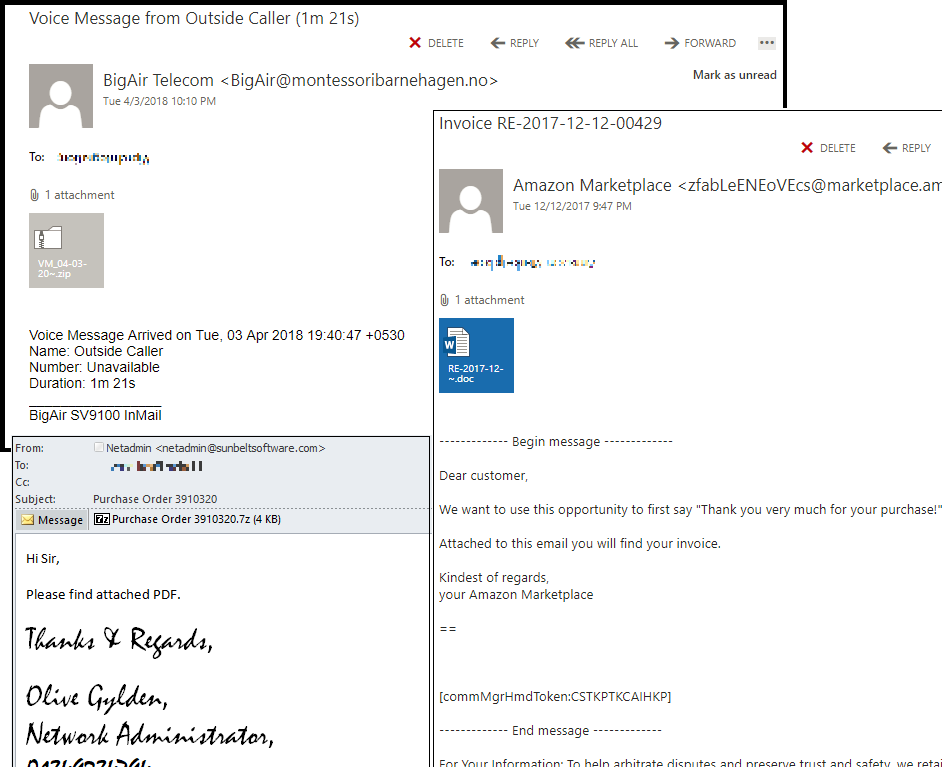 Voice Message from Outside Caller (1m 21s)
DELETE REPLY REPLY ALL FORWARD
BigAir Telecom <BigAir@montessoribarnehagen.no>
Mark as unread
Tue 4/3/2018 10:10 PM
To:
1 attachment
VM_04-03-
20~.zip
Voice Message Arrived on Tue, 03 Apr 2018 19:40:47 +0530
Name: Outside Caller
Number: Unavailable
Duration: 1m 21s
BigAir SV9100 InMail
Invoice RE-2017-12-12-00429
DELETE REPLY
Amazon Marketplace <zfabLeENEoVEcs@marketplace.am
Tue 12/12/2017 9:47 PM
To:
1 attachment
RE-2017-12-
~.doc
------------- Begin message -------------
Dear customer,
We want to use this opportunity to first say "Thank you very much for your purchase!"
Attached to this email you will find your invoice.
Kindest of regards,
your Amazon Marketplace
==
[commMgrHmdToken:CSTKPTKCAIHKP]
------------- End message -------------
For Your Information: To help arbitrate disputes and preserve trust and safety, we retai
From: Netadmin <netadmin@sunbeltsoftware.com>
To:
Cc:
Subject: Purchase Order 3910320
Message 7z Purchase Order 3910320.7z (4 KB)
Hi Sir,
Please find attached PDF.
Thanks & Regards,
Olive Gylden,
Network Administrator,